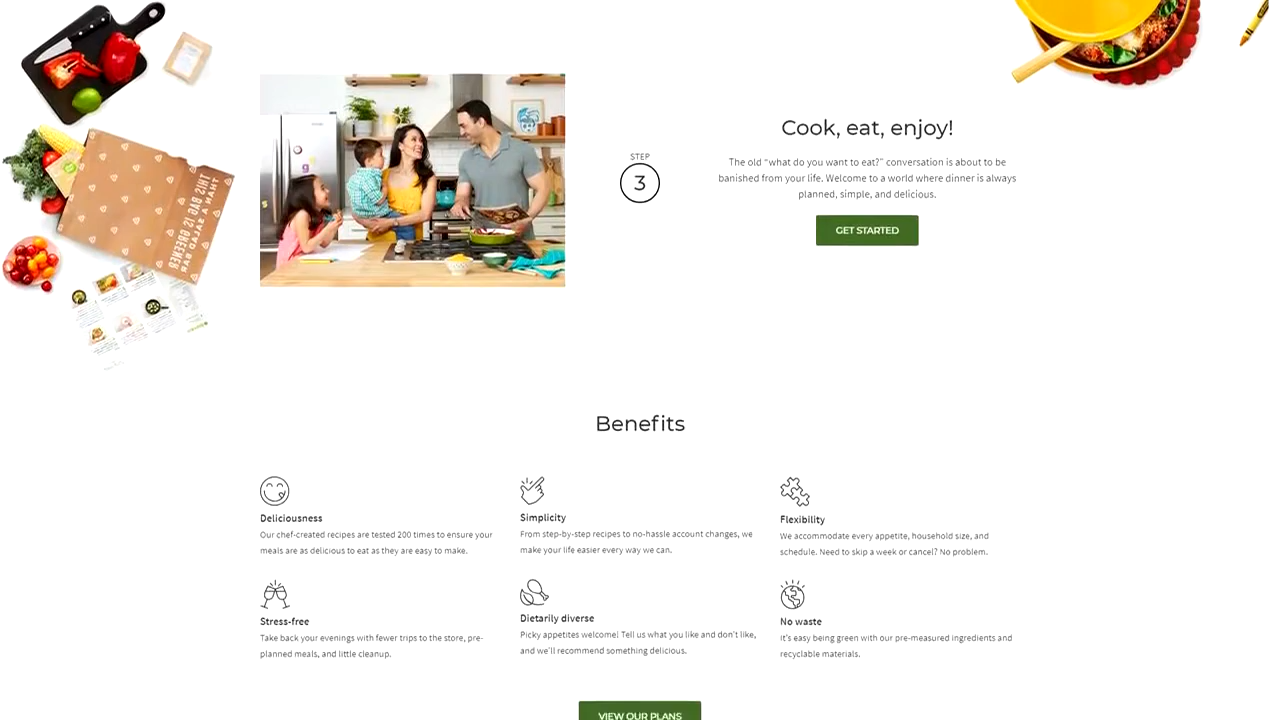 STEP
3
Cook, eat, enjoy!
The old “what do you want to eat?” conversation is about to be
banished from your life. Welcome to a world where dinner is always
planned, simple, and delicious.
GET STARTED
THIS
BAG IS
GREENER
THAN A
SALAD
BAR
Benefits
Deliciousness
Our chef-created recipes are tested 200 times to ensure your
meals are as delicious to eat as they are easy to make.
Simplicity
From step-by-step recipes to no-hassle account changes, we
make your life easier every way we can.
Flexibility
We accommodate every appetite, household size, and
schedule. Need to skip a week or cancel? No problem.
Stress-free
Take back your evenings with fewer trips to the store, pre-
planned meals, and little cleanup.
Dietarily diverse
Picky appetites welcome! Tell us what you like and don't like,
and we'll recommend something delicious.
No waste
It's easy being green with our pre-measured ingredients and
recyclable materials.
VIEW OUR PLANS